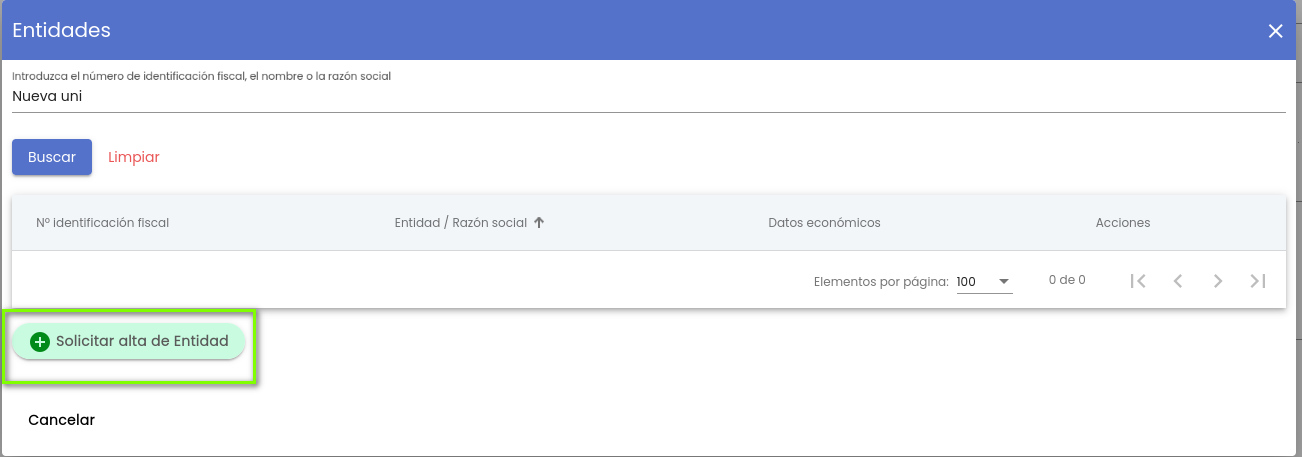 Entidades
Introduzca el número de identificación fiscal, el nombre o la razón social
Nueva uni
Buscar Limpiar
Nº identificación fiscal Entidad / Razón social Datos económicos Acciones
Elementos por página: 100 0 de 0
Solicitar alta de Entidad
Cancelar